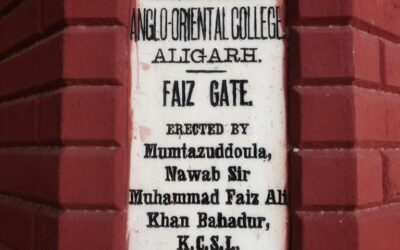 ANGLO-ORIENTAL COLLEGE,
ALIGARH.
FAIZ GATE.
ERECTED BY
Mumtazuddoula,
Nawab Sir
Muhammad Faiz Ali
Khan Bahadur,
K.C.S.I.